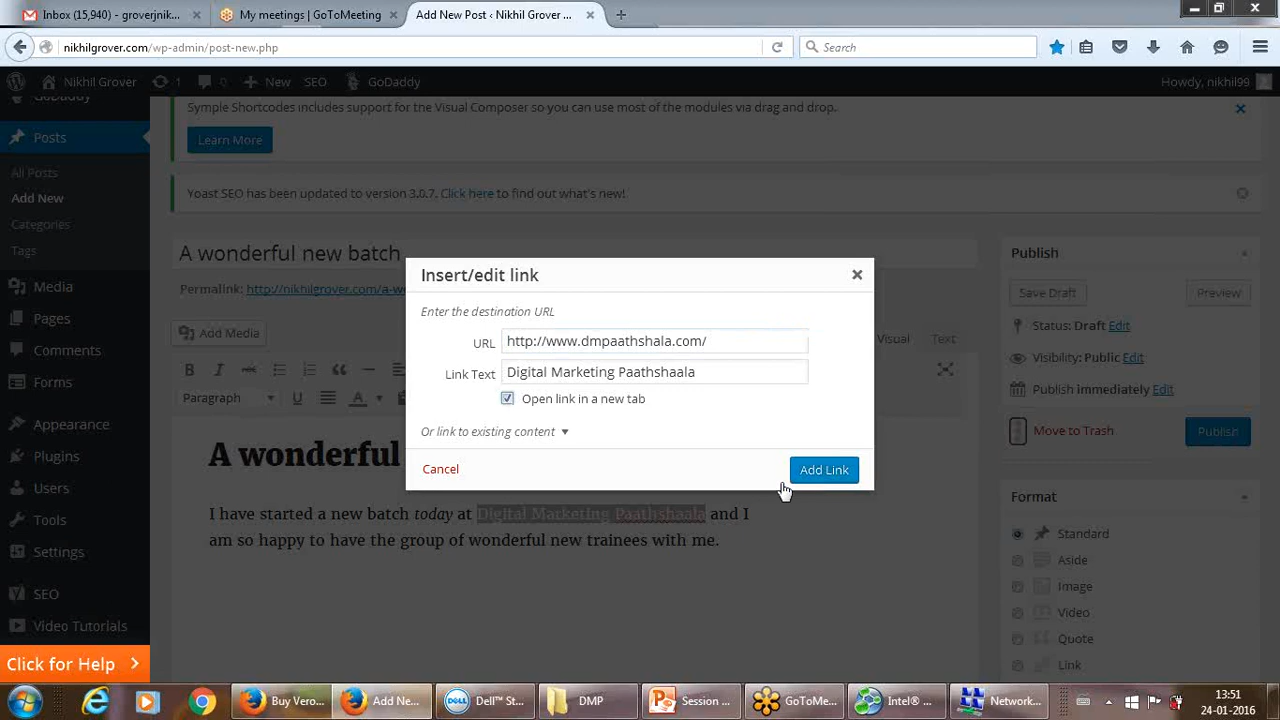 Inbox (15,940) - groverjnik...
My meetings | GoToMeeting
Add New Post ‹ Nikhil Grover ...
nikhilgrover.com/wp-admin/post-new.php
Search
Nikhil Grover
1
0
New
SEO
GoDaddy
Howdy, nikhil99
GoDaddy
Posts
All Posts
Add New
Categories
Tags
Media
Pages
Comments
Forms
Appearance
Plugins
Users
Tools
Settings
SEO
Video Tutorials
Click for Help
Symple Shortcodes includes support for the Visual Composer so you can use most of the modules via drag and drop.
Learn More
Yoast SEO has been updated to version 3.0.7. Click here to find out what's new!
A wonderful new batch
Permalink: http://nikhilgrover.com/a-wo
Add Media
Visual
Text
B I
Paragraph
U
A
A wonderful
I have started a new batch today at Digital Marketing Paathshaala and I
am so happy to have the group of wonderful new trainees with me.
Insert/edit link
Enter the destination URL
URL
http://www.dmpaathshala.com/
Link Text
Digital Marketing Paathshaala
Open link in a new tab
Or link to existing content
Cancel
Add Link
Publish
Save Draft
Preview
Status: Draft Edit
Visibility: Public Edit
Publish immediately Edit
Move to Trash
Publish
Format
Standard
Aside
Image
Video
Quote
Link
Buy Vero...
Add Ne...
DELL
Dell™ St...
DMP
Session ...
GoToMe...
Intel® ...
Network...
13:51
24-01-2016